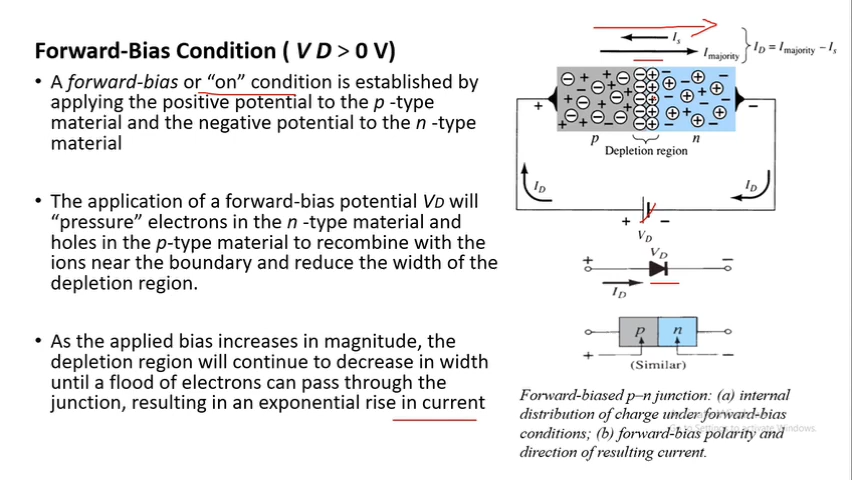 Forward-Bias Condition ( V D > 0 V)
• A forward-bias or “on” condition is established by
applying the positive potential to the p -type
material and the negative potential to the n -type
material
• The application of a forward-bias potential VD will
“pressure” electrons in the n -type material and
holes in the p-type material to recombine with the
ions near the boundary and reduce the width of the
depletion region.
• As the applied bias increases in magnitude, the
depletion region will continue to decrease in width
until a flood of electrons can pass through the
junction, resulting in an exponential rise in current
Is
Imajority
ID = Imajority − Is
+ −
p n
Depletion region
ID ID
+ −
VD
VD
+ −
ID
p n
+ −
(Similar)
Forward-biased p–n junction: (a) internal
distribution of charge under forward-bias
conditions; (b) forward-bias polarity and
direction of resulting current.
Go to Settings to activate Windows.